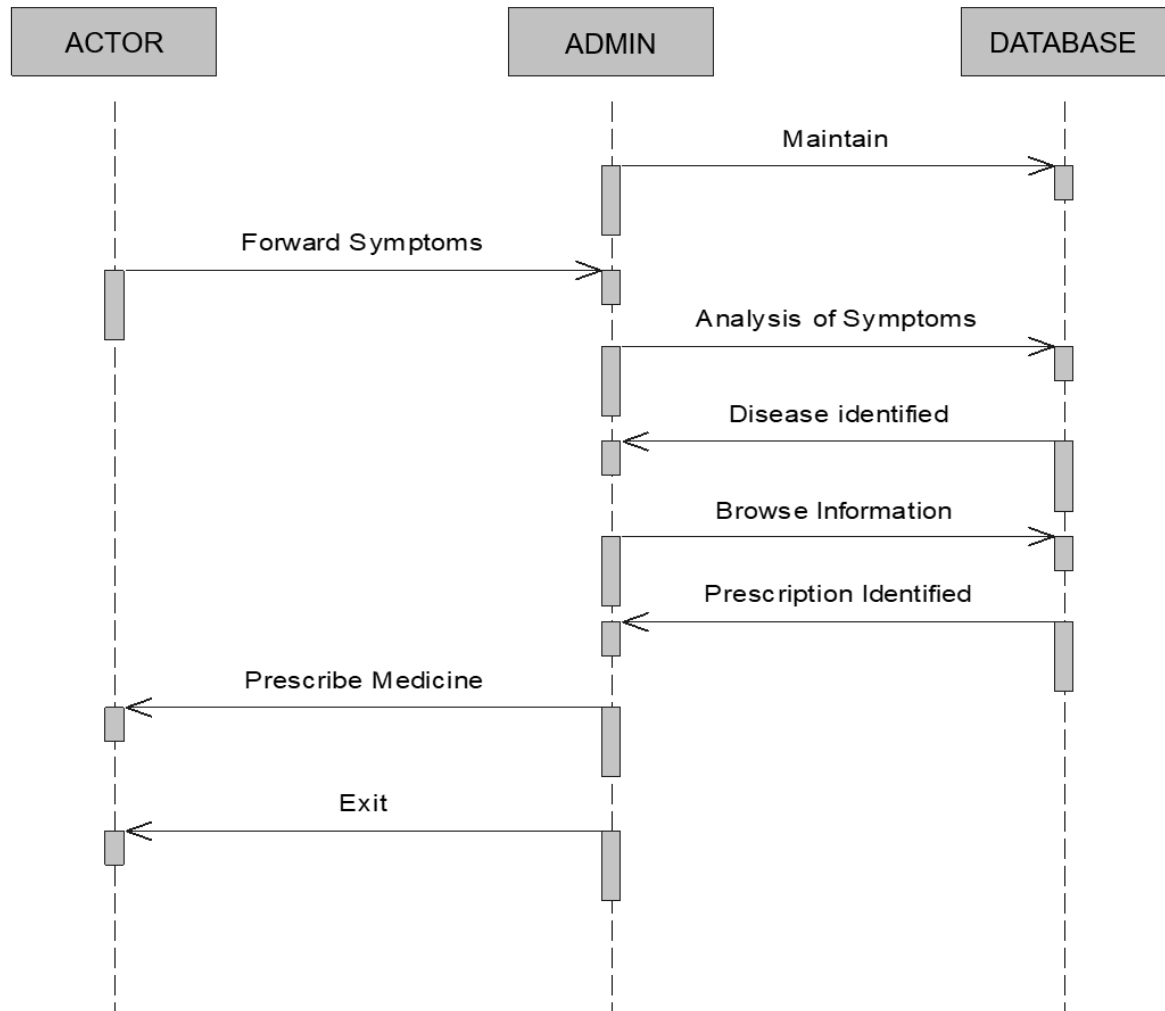 ACTOR
ADMIN
DATABASE
Maintain
Forward Symptoms
Analysis of Symptoms
Disease identified
Browse Information
Prescription Identified
Prescribe Medicine
Exit